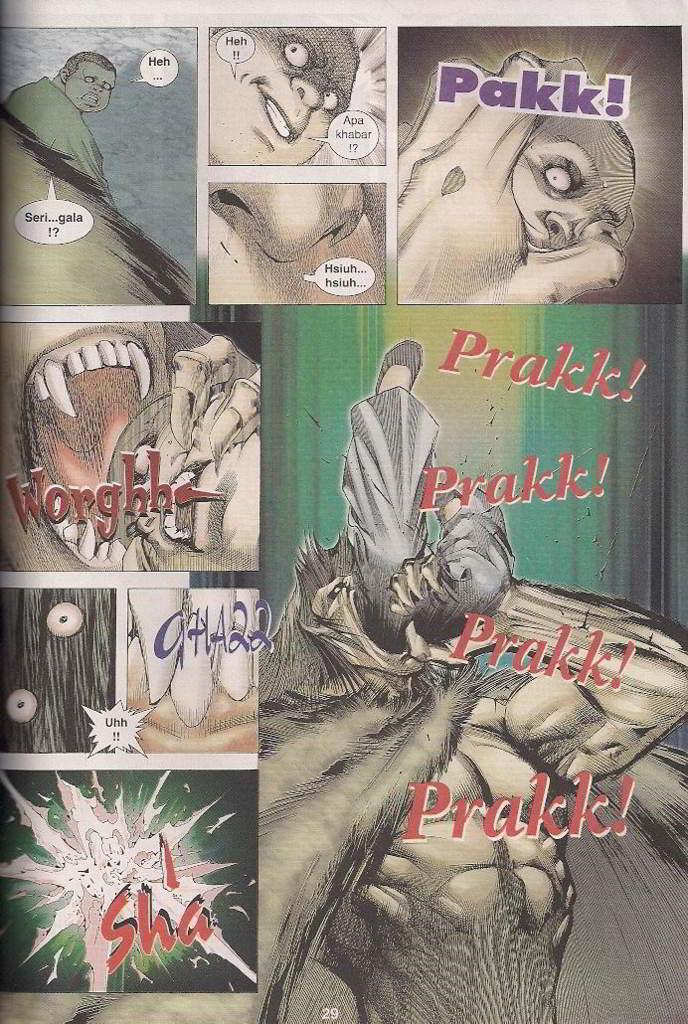 Heh
...
Seri...gala
!?
Heh
!!
Apa
khabar
!?
Hsiuh...
hsiuh...
Pakk!
Worghh
Prakk!
Prakk!
Prakk!
Prakk!
Uhh
!!
Sha
29